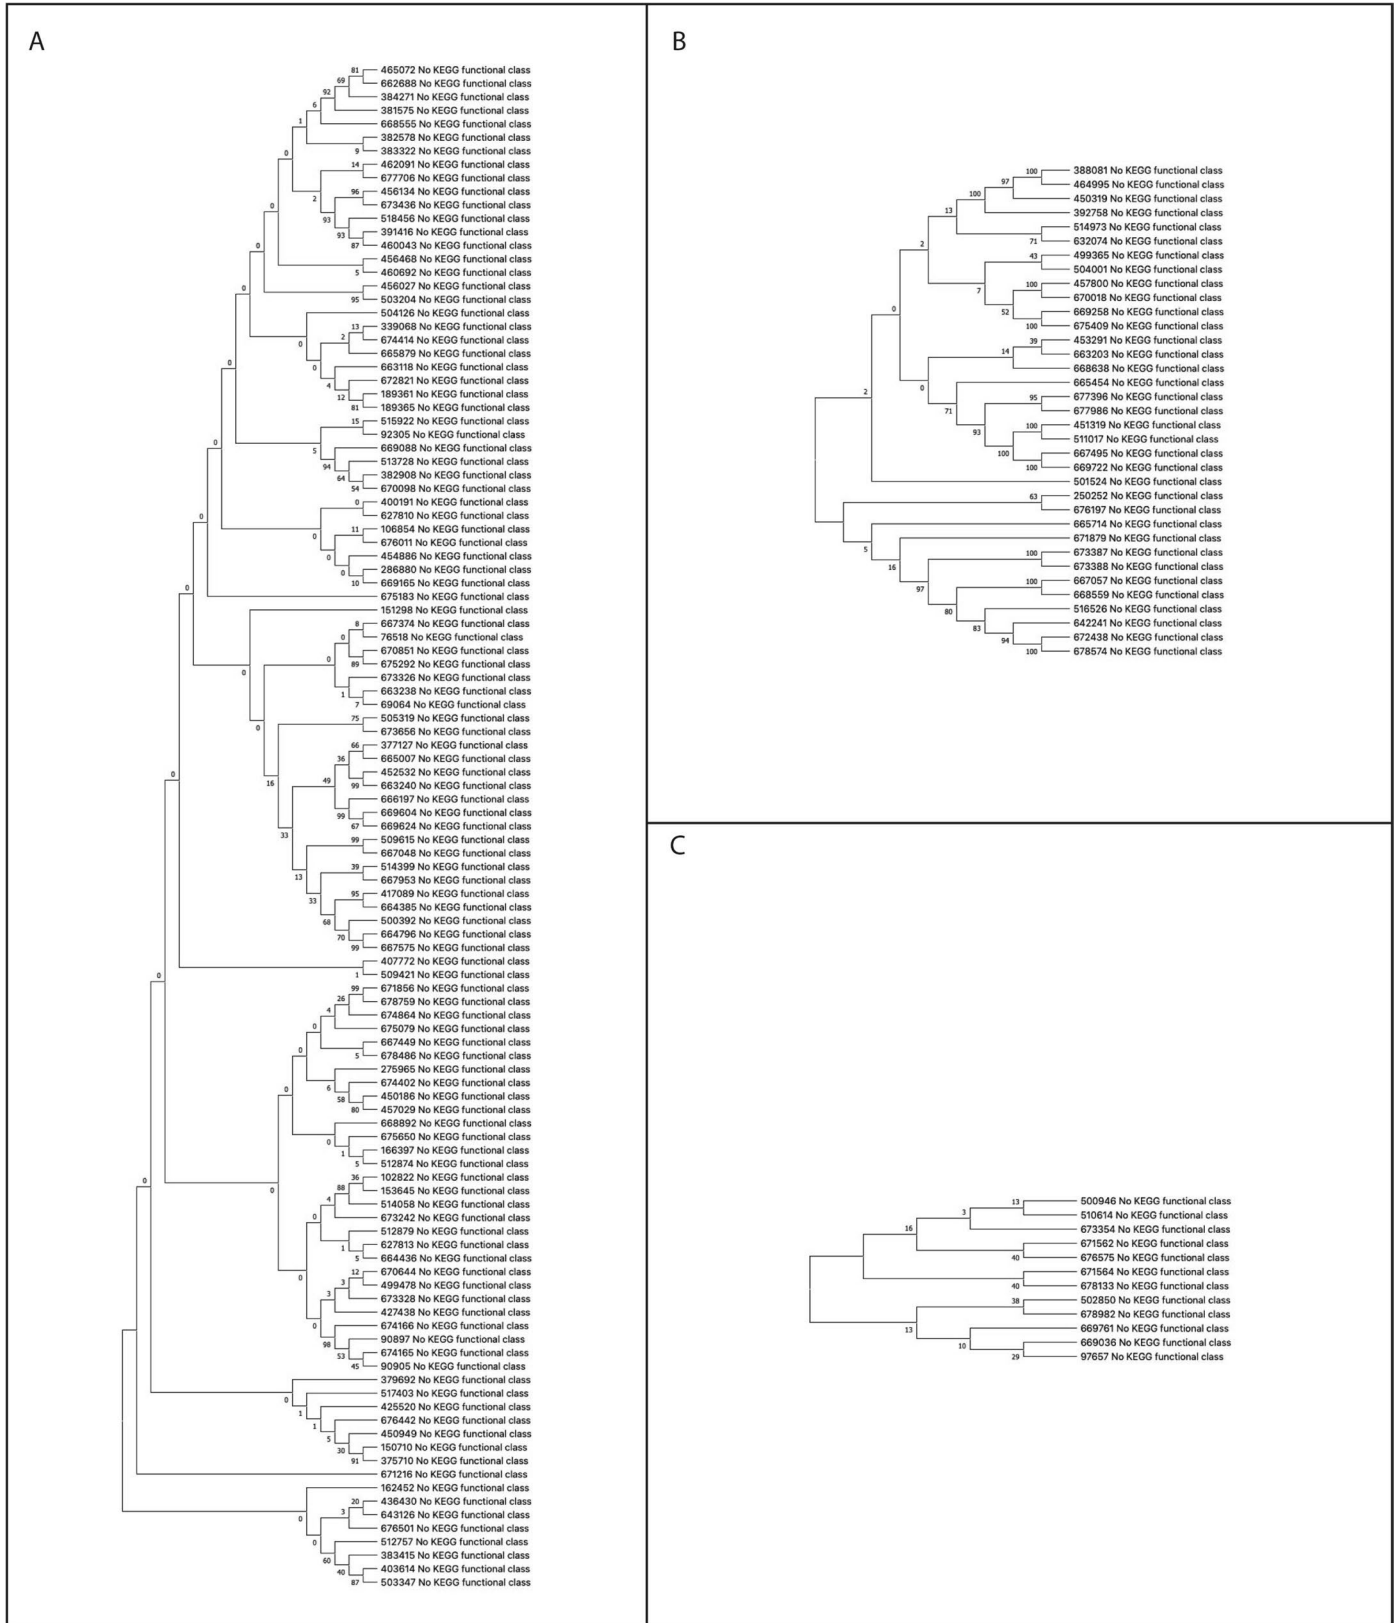 A
465072 No KEGG functional class
662688 No KEGG functional class
384271 No KEGG functional class
381575 No KEGG functional class
668555 No KEGG functional class
382578 No KEGG functional class
383322 No KEGG functional class
462091 No KEGG functional class
677706 No KEGG functional class
456134 No KEGG functional class
673436 No KEGG functional class
518456 No KEGG functional class
391416 No KEGG functional class
460043 No KEGG functional class
456468 No KEGG functional class
460692 No KEGG functional class
456027 No KEGG functional class
503204 No KEGG functional class
504126 No KEGG functional class
339068 No KEGG functional class
674414 No KEGG functional class
665879 No KEGG functional class
663118 No KEGG functional class
672821 No KEGG functional class
189361 No KEGG functional class
189365 No KEGG functional class
515922 No KEGG functional class
92305 No KEGG functional class
669088 No KEGG functional class
513728 No KEGG functional class
382908 No KEGG functional class
670098 No KEGG functional class
400191 No KEGG functional class
627810 No KEGG functional class
106854 No KEGG functional class
676011 No KEGG functional class
454886 No KEGG functional class
286880 No KEGG functional class
669165 No KEGG functional class
675183 No KEGG functional class
151298 No KEGG functional class
667374 No KEGG functional class
76518 No KEGG functional class
670851 No KEGG functional class
675292 No KEGG functional class
673326 No KEGG functional class
663238 No KEGG functional class
69064 No KEGG functional class
505319 No KEGG functional class
673656 No KEGG functional class
377127 No KEGG functional class
665007 No KEGG functional class
452532 No KEGG functional class
663240 No KEGG functional class
666197 No KEGG functional class
669604 No KEGG functional class
669624 No KEGG functional class
509615 No KEGG functional class
667048 No KEGG functional class
514399 No KEGG functional class
667953 No KEGG functional class
417089 No KEGG functional class
664385 No KEGG functional class
500392 No KEGG functional class
664796 No KEGG functional class
667575 No KEGG functional class
407772 No KEGG functional class
509421 No KEGG functional class
671856 No KEGG functional class
678759 No KEGG functional class
674864 No KEGG functional class
675079 No KEGG functional class
667449 No KEGG functional class
678486 No KEGG functional class
275965 No KEGG functional class
674402 No KEGG functional class
450186 No KEGG functional class
457029 No KEGG functional class
668892 No KEGG functional class
675650 No KEGG functional class
166397 No KEGG functional class
512874 No KEGG functional class
102822 No KEGG functional class
153645 No KEGG functional class
514058 No KEGG functional class
673242 No KEGG functional class
512879 No KEGG functional class
627813 No KEGG functional class
664436 No KEGG functional class
670644 No KEGG functional class
499478 No KEGG functional class
673328 No KEGG functional class
427438 No KEGG functional class
674166 No KEGG functional class
90897 No KEGG functional class
674165 No KEGG functional class
90905 No KEGG functional class
379692 No KEGG functional class
517403 No KEGG functional class
425520 No KEGG functional class
676442 No KEGG functional class
450949 No KEGG functional class
150710 No KEGG functional class
375710 No KEGG functional class
671216 No KEGG functional class
162452 No KEGG functional class
436430 No KEGG functional class
643126 No KEGG functional class
676501 No KEGG functional class
512757 No KEGG functional class
383415 No KEGG functional class
403614 No KEGG functional class
503347 No KEGG functional class
B
388081 No KEGG functional class
464995 No KEGG functional class
450319 No KEGG functional class
392758 No KEGG functional class
514973 No KEGG functional class
632074 No KEGG functional class
499365 No KEGG functional class
504001 No KEGG functional class
457800 No KEGG functional class
670018 No KEGG functional class
669258 No KEGG functional class
675409 No KEGG functional class
453291 No KEGG functional class
663203 No KEGG functional class
668638 No KEGG functional class
665454 No KEGG functional class
677396 No KEGG functional class
677986 No KEGG functional class
451319 No KEGG functional class
511017 No KEGG functional class
667495 No KEGG functional class
669722 No KEGG functional class
501524 No KEGG functional class
250252 No KEGG functional class
676197 No KEGG functional class
665714 No KEGG functional class
671879 No KEGG functional class
673387 No KEGG functional class
673388 No KEGG functional class
667057 No KEGG functional class
668559 No KEGG functional class
516526 No KEGG functional class
642241 No KEGG functional class
672438 No KEGG functional class
678574 No KEGG functional class
C
500946 No KEGG functional class
510614 No KEGG functional class
673354 No KEGG functional class
671562 No KEGG functional class
676575 No KEGG functional class
671564 No KEGG functional class
678133 No KEGG functional class
502850 No KEGG functional class
678982 No KEGG functional class
669761 No KEGG functional class
669036 No KEGG functional class
97657 No KEGG functional class